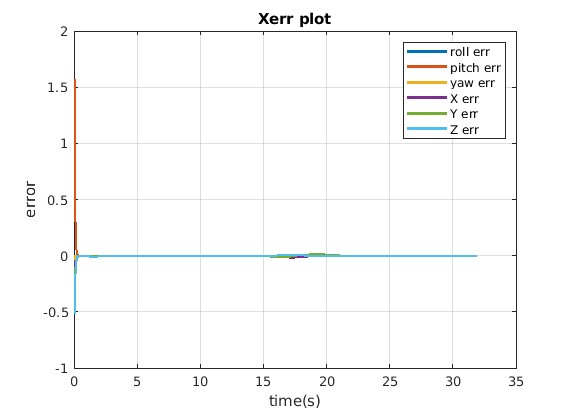 Xerr plot
2
1.5
1
0.5
0
-0.5
-1
error
roll err
pitch err
yaw err
X err
Y err
Z err
0 5 10 15 20 25 30 35
time(s)